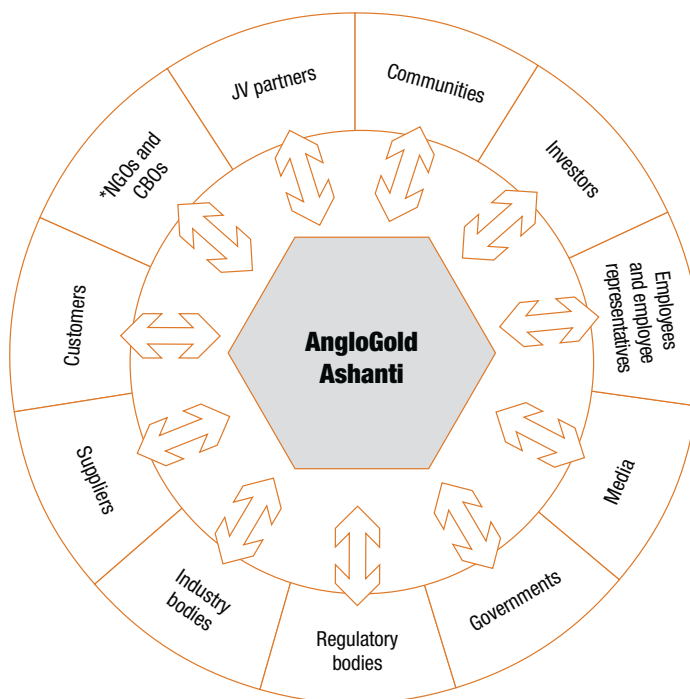 JV partners
Communities
Investors
Employees
and employee
representatives
Media
Governments
Regulatory
bodies
Industry
bodies
Suppliers
Customers
*NGOs and
CBOs
AngloGold
Ashanti